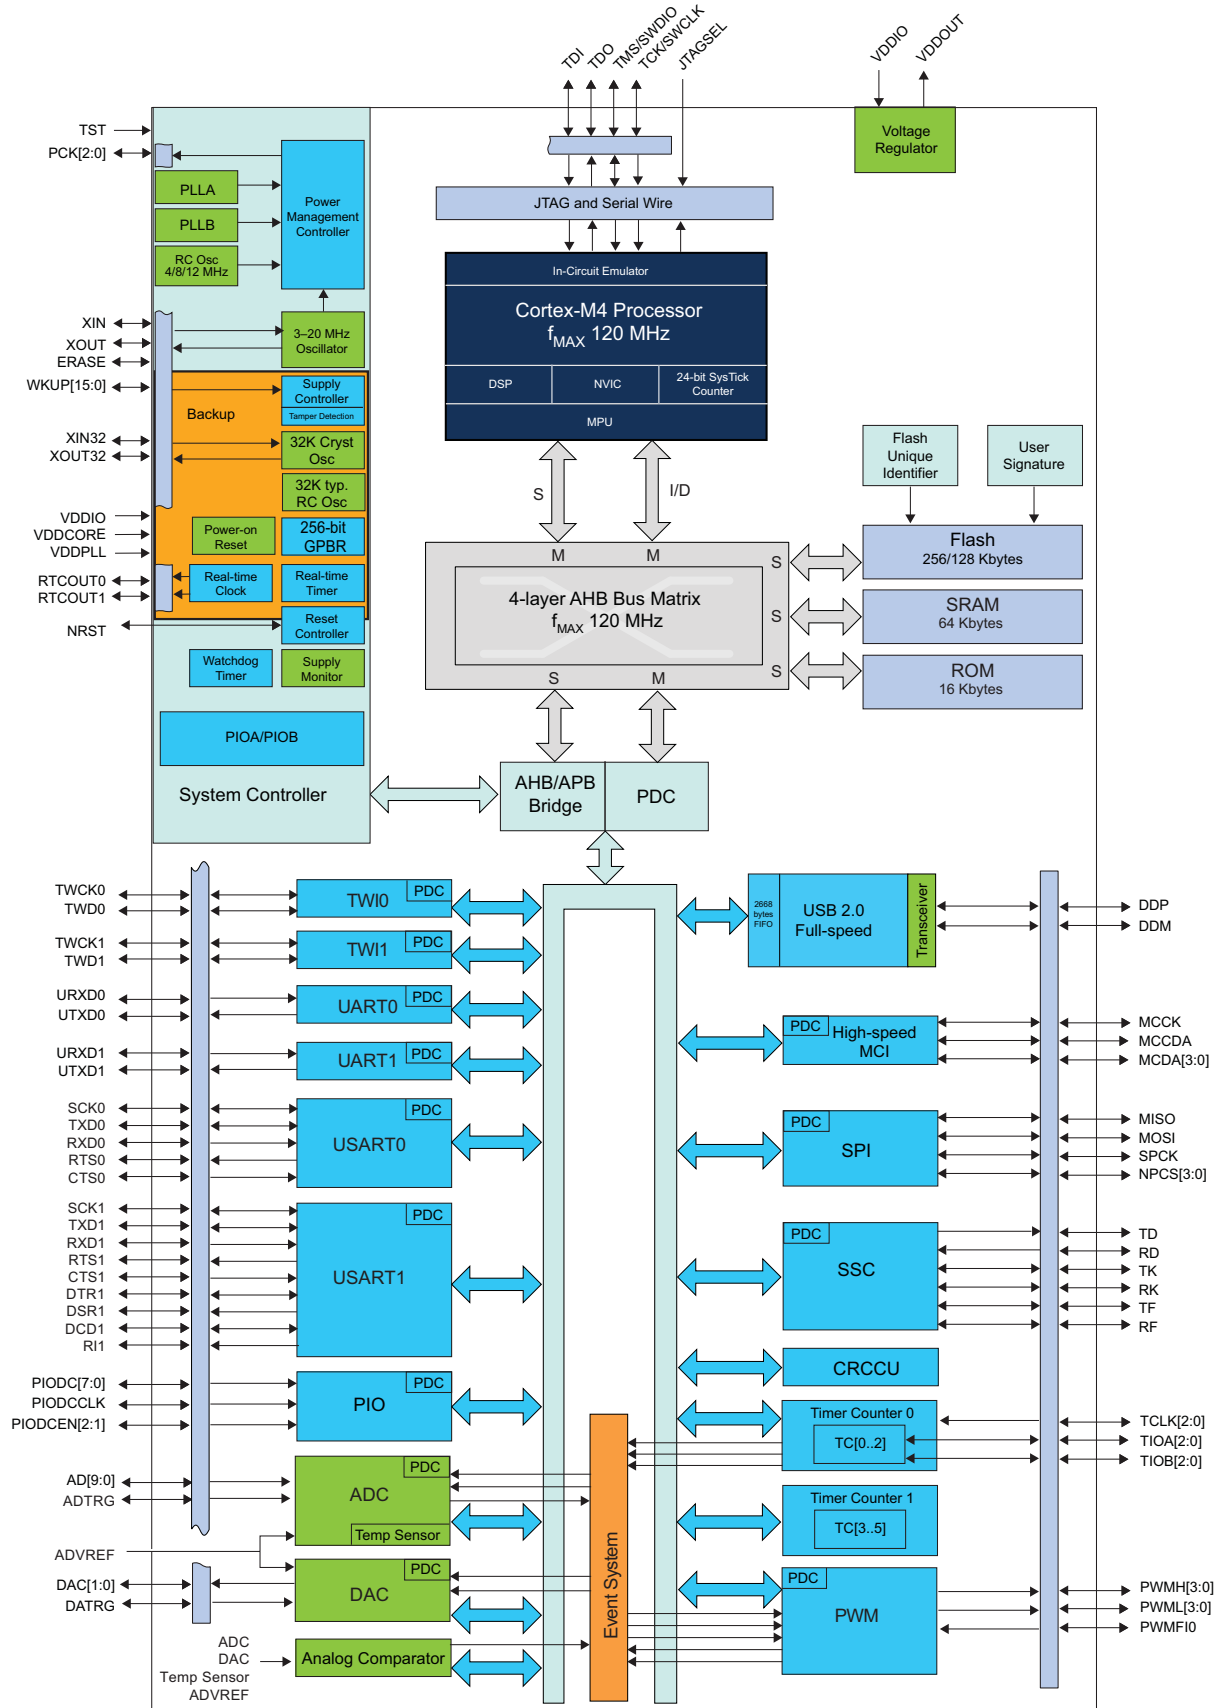 TDI
TDO
TMS/SWDIO
TCK/SWCLK
JTAGSEL
VDDIO
VDDOUT
Voltage
Regulator
TST
PCK[2:0]
PLLA
PLLB
RC Osc
4/8/12 MHz
Power
Management
Controller
JTAG and Serial Wire
In-Circuit Emulator
Cortex-M4 Processor
fMAX 120 MHz
DSP
NVIC
24-bit SysTick
Counter
MPU
XIN
XOUT
ERASE
WKUP[15:0]
XIN32
XOUT32
VDDIO
VDDCORE
VDDPLL
RTCOUT0
RTCOUT1
NRST
3–20 MHz
Oscillator
Backup
Supply
Controller
Tamper Detection
32K Cryst
Osc
32K typ.
RC Osc
Power-on
Reset
256-bit
GPBR
Real-time
Clock
Real-time
Timer
Reset
Controller
Watchdog
Timer
Supply
Monitor
PIOA/PIOB
System Controller
S
I/D
M
M
S
S
S
4-layer AHB Bus Matrix
fMAX 120 MHz
S
M
Flash
Unique
Identifier
User
Signature
Flash
256/128 Kbytes
SRAM
64 Kbytes
ROM
16 Kbytes
AHB/APB
Bridge
PDC
TWCK0
TWD0
TWCK1
TWD1
URXD0
UTXD0
URXD1
UTXD1
SCK0
TXD0
RXD0
RTS0
CTS0
SCK1
TXD1
RXD1
RTS1
CTS1
DTR1
DSR1
DCD1
RI1
PIODC[7:0]
PIODCCLK
PIODCEN[2:1]
AD[9:0]
ADTRG
ADVREF
DAC[1:0]
DATRG
ADC
DAC
Temp Sensor
ADVREF
PDC
TWI0
PDC
TWI1
PDC
UART0
PDC
UART1
PDC
USART0
PDC
USART1
PDC
PIO
PDC
ADC
Temp Sensor
PDC
DAC
Analog Comparator
Event System
2668
bytes
FIFO
USB 2.0
Full-speed
Transceiver
PDC
High-speed
MCI
PDC
SPI
PDC
SSC
CRCCU
Timer Counter 0
TC[0..2]
Timer Counter 1
TC[3..5]
PDC
PWM
DDP
DDM
MCCK
MCCDA
MCDA[3:0]
MISO
MOSI
SPCK
NPCS[3:0]
TD
RD
TK
RK
TF
RF
TCLK[2:0]
TIOA[2:0]
TIOB[2:0]
PWMH[3:0]
PWML[3:0]
PWMFI0